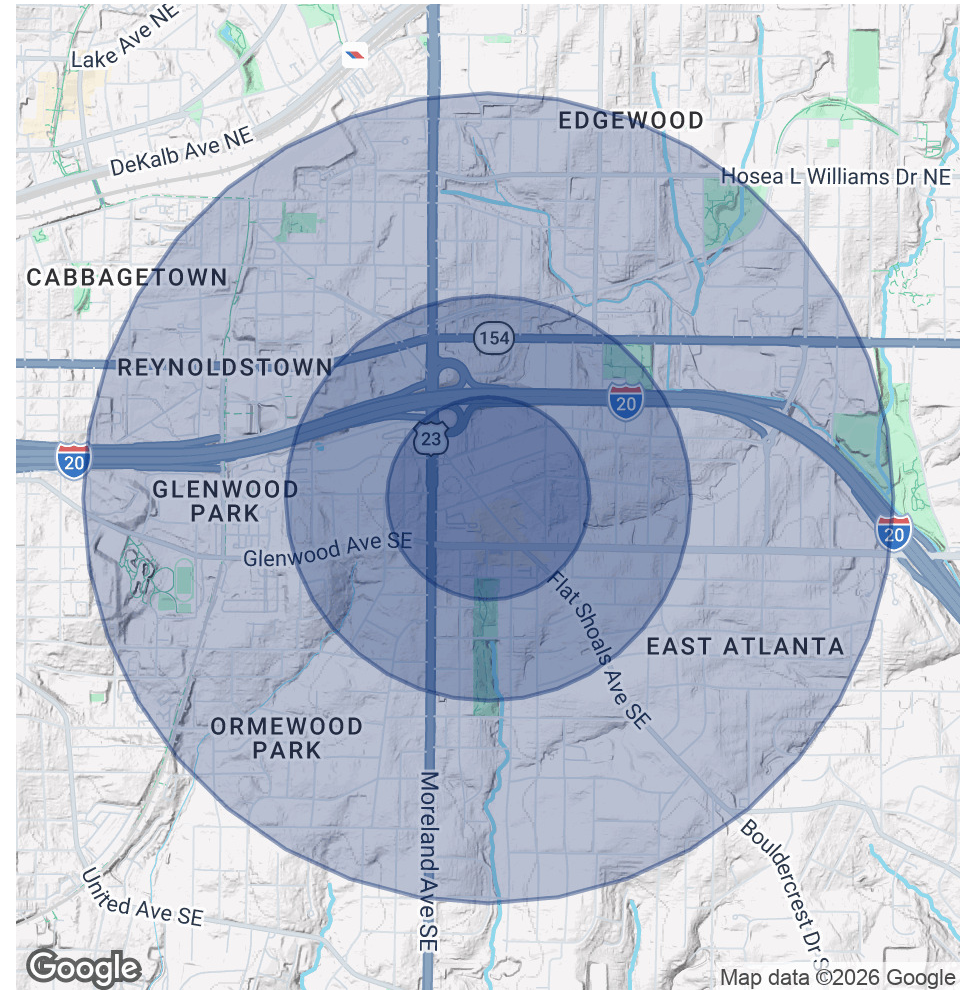 Lake Ave NE
EDGEWOOD
DeKalb Ave NE
Hosea L Williams Dr NE
CABBAGETOWN
154
REYNOLDSTOWN
20
23
20
GLENWOOD
PARK
20
Glenwood Ave SE
Flat Shoals Ave SE
EAST ATLANTA
ORMEWOOD
PARK
Moreland Ave SE
Bouldercrest Dr S
United Ave SE
Google
Map data ©2026 Google